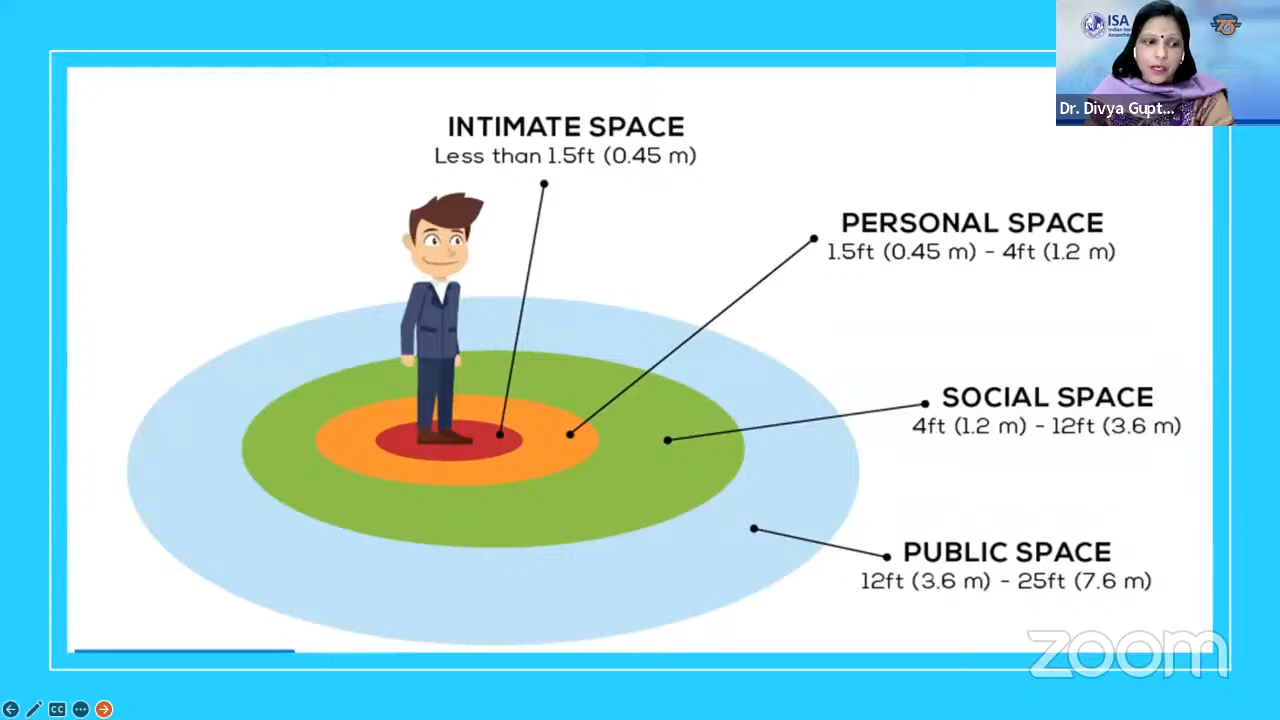 ISA
75
Dr. Divya Gupt...
INTIMATE SPACE
Less than 1.5ft (0.45 m)
PERSONAL SPACE
1.5ft (0.45 m) - 4ft (1.2 m)
SOCIAL SPACE
4ft (1.2 m) - 12ft (3.6 m)
PUBLIC SPACE
12ft (3.6 m) - 25ft (7.6 m)
zoom
CC